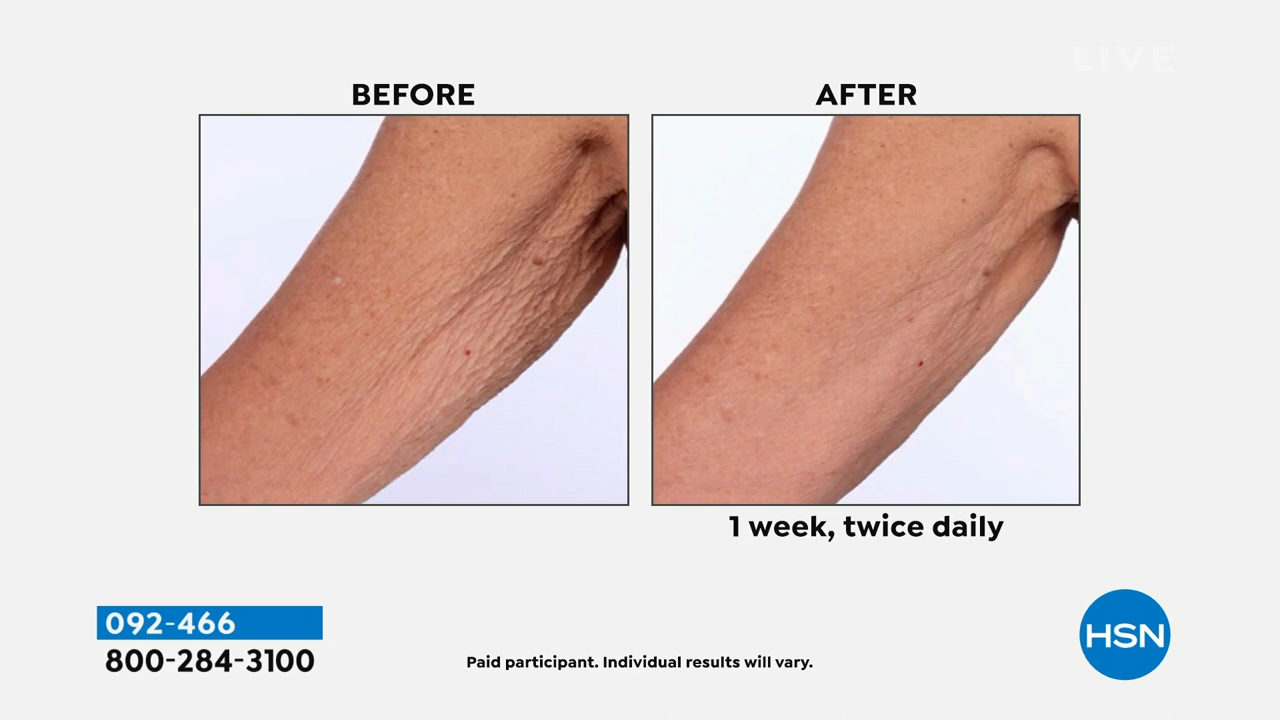 LIVE
BEFORE
AFTER
1 week, twice daily
092-466
800-284-3100
Paid participant. Individual results will vary.
HSN